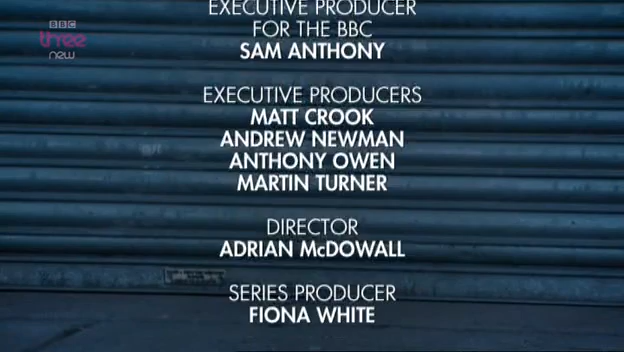 BBC
three
new
EXECUTIVE PRODUCER
FOR THE BBC
SAM ANTHONY
EXECUTIVE PRODUCERS
MATT CROOK
ANDREW NEWMAN
ANTHONY OWEN
MARTIN TURNER
DIRECTOR
ADRIAN McDOWALL
SERIES PRODUCER
FIONA WHITE